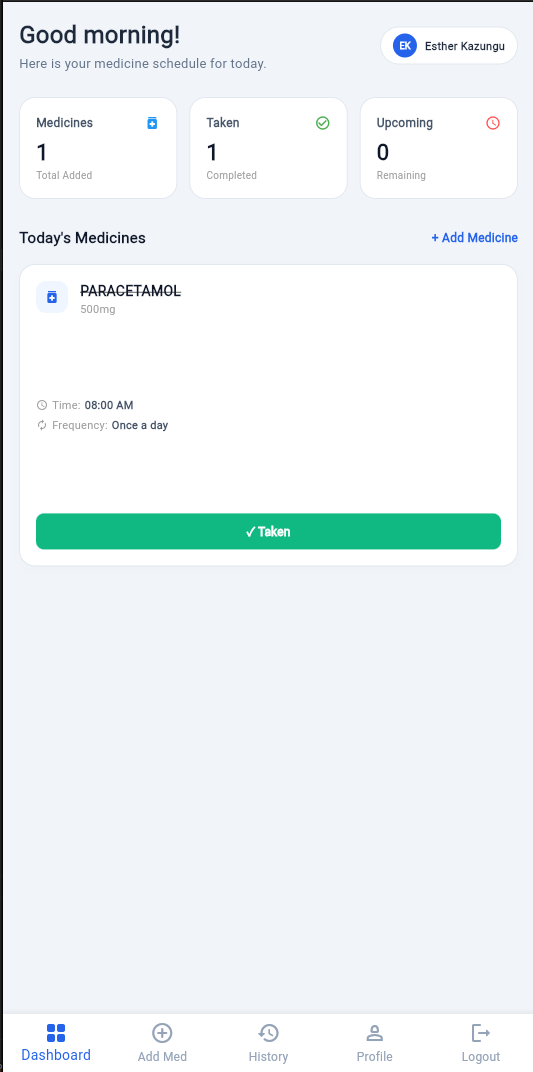 Good morning!
EK Esther Kazungu
Here is your medicine schedule for today.
Medicines
1
Total Added
Taken
1
Completed
Upcoming
0
Remaining
Today's Medicines
+ Add Medicine
PARACETAMOL
500mg
Time: 08:00 AM
Frequency: Once a day
✓ Taken
Dashboard
Add Med
History
Profile
Logout